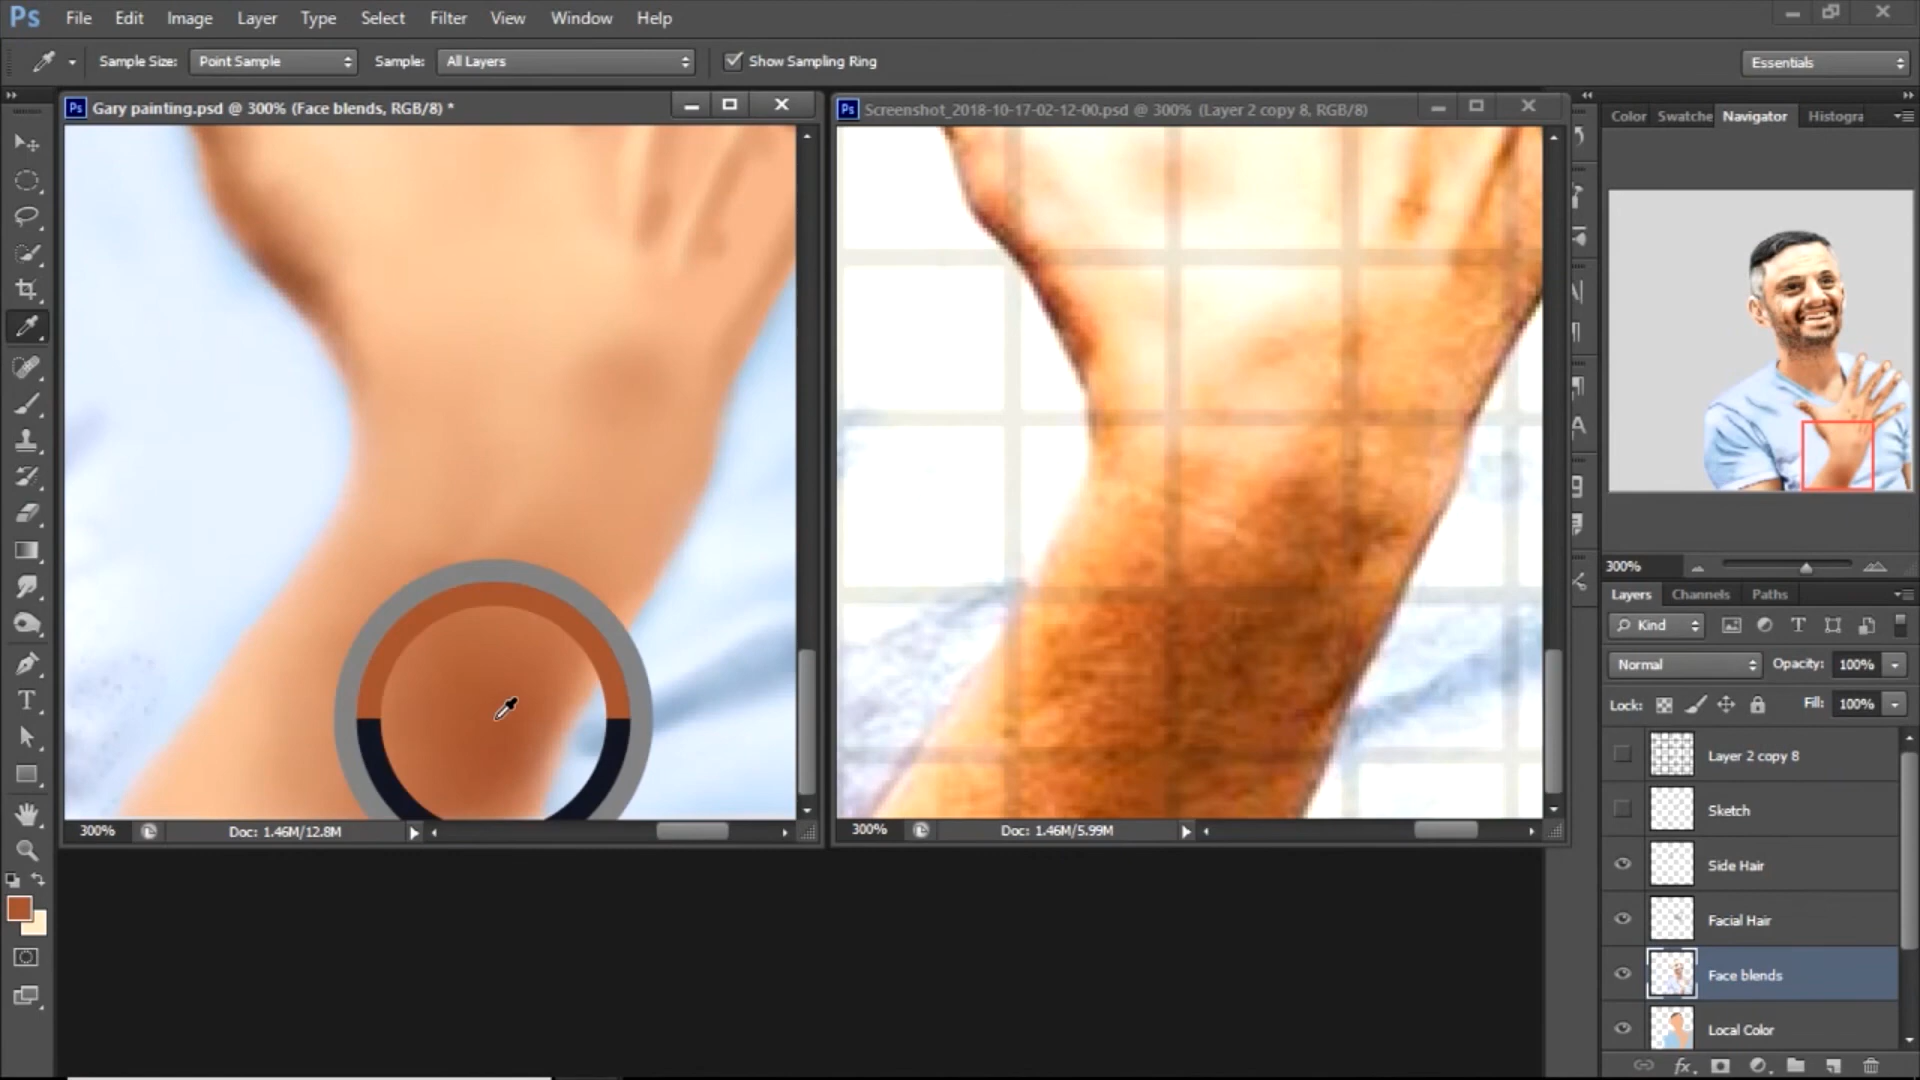 Ps File Edit Image Layer Type Select Filter View Window Help
Sample Size: Point Sample Sample: All Layers Show Sampling Ring Essentials
Ps Gary painting.psd @ 300% (Face blends, RGB/8) *
Ps Screenshot_2018-10-17-02-12-00.psd @ 300% (Layer 2 copy 8, RGB/8)
Color Swatche Navigator Histogra
300%
Layers Channels Paths
Kind
Normal Opacity: 100%
Lock: Fill: 100%
Layer 2 copy 8
Sketch
Side Hair
Facial Hair
Face blends
Local Color
300% Doc: 1.46M/12.8M
300% Doc: 1.46M/5.99M